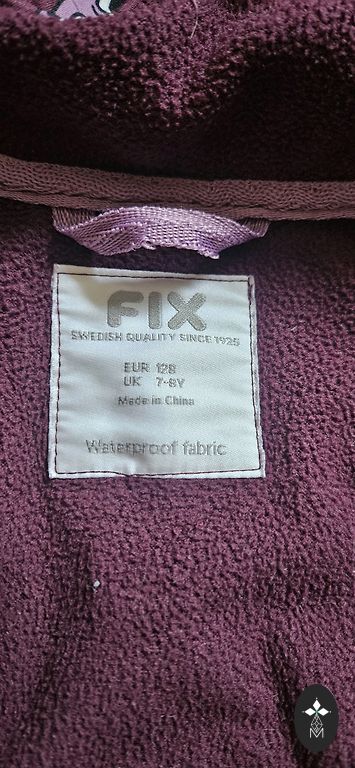 FIX
SWEDISH QUALITY SINCE 1925
EUR 128
UK 7-8Y
Made in China
Waterproof fabric
M